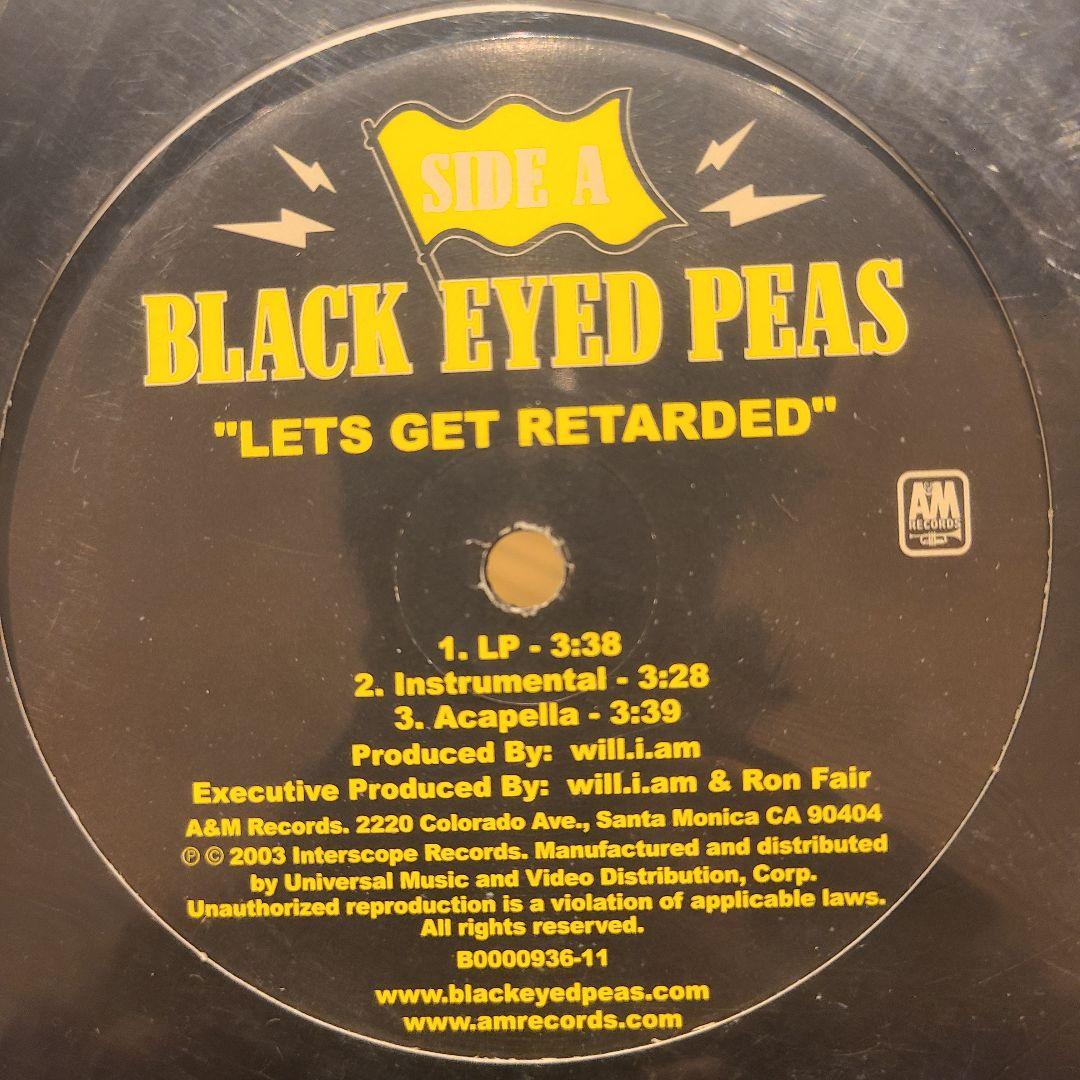 SIDE A
BLACK EYED PEAS
"LETS GET RETARDED"
A&M
RECORDS
1. LP - 3:38
2. Instrumental - 3:28
3. Acapella - 3:39
Produced By: will.i.am
Executive Produced By: will.i.am & Ron Fair
A&M Records. 2220 Colorado Ave., Santa Monica CA 90404
℗ © 2003 Interscope Records. Manufactured and distributed
by Universal Music and Video Distribution, Corp.
Unauthorized reproduction is a violation of applicable laws.
All rights reserved.
B0000936-11
www.blackeyedpeas.com
www.amrecords.com